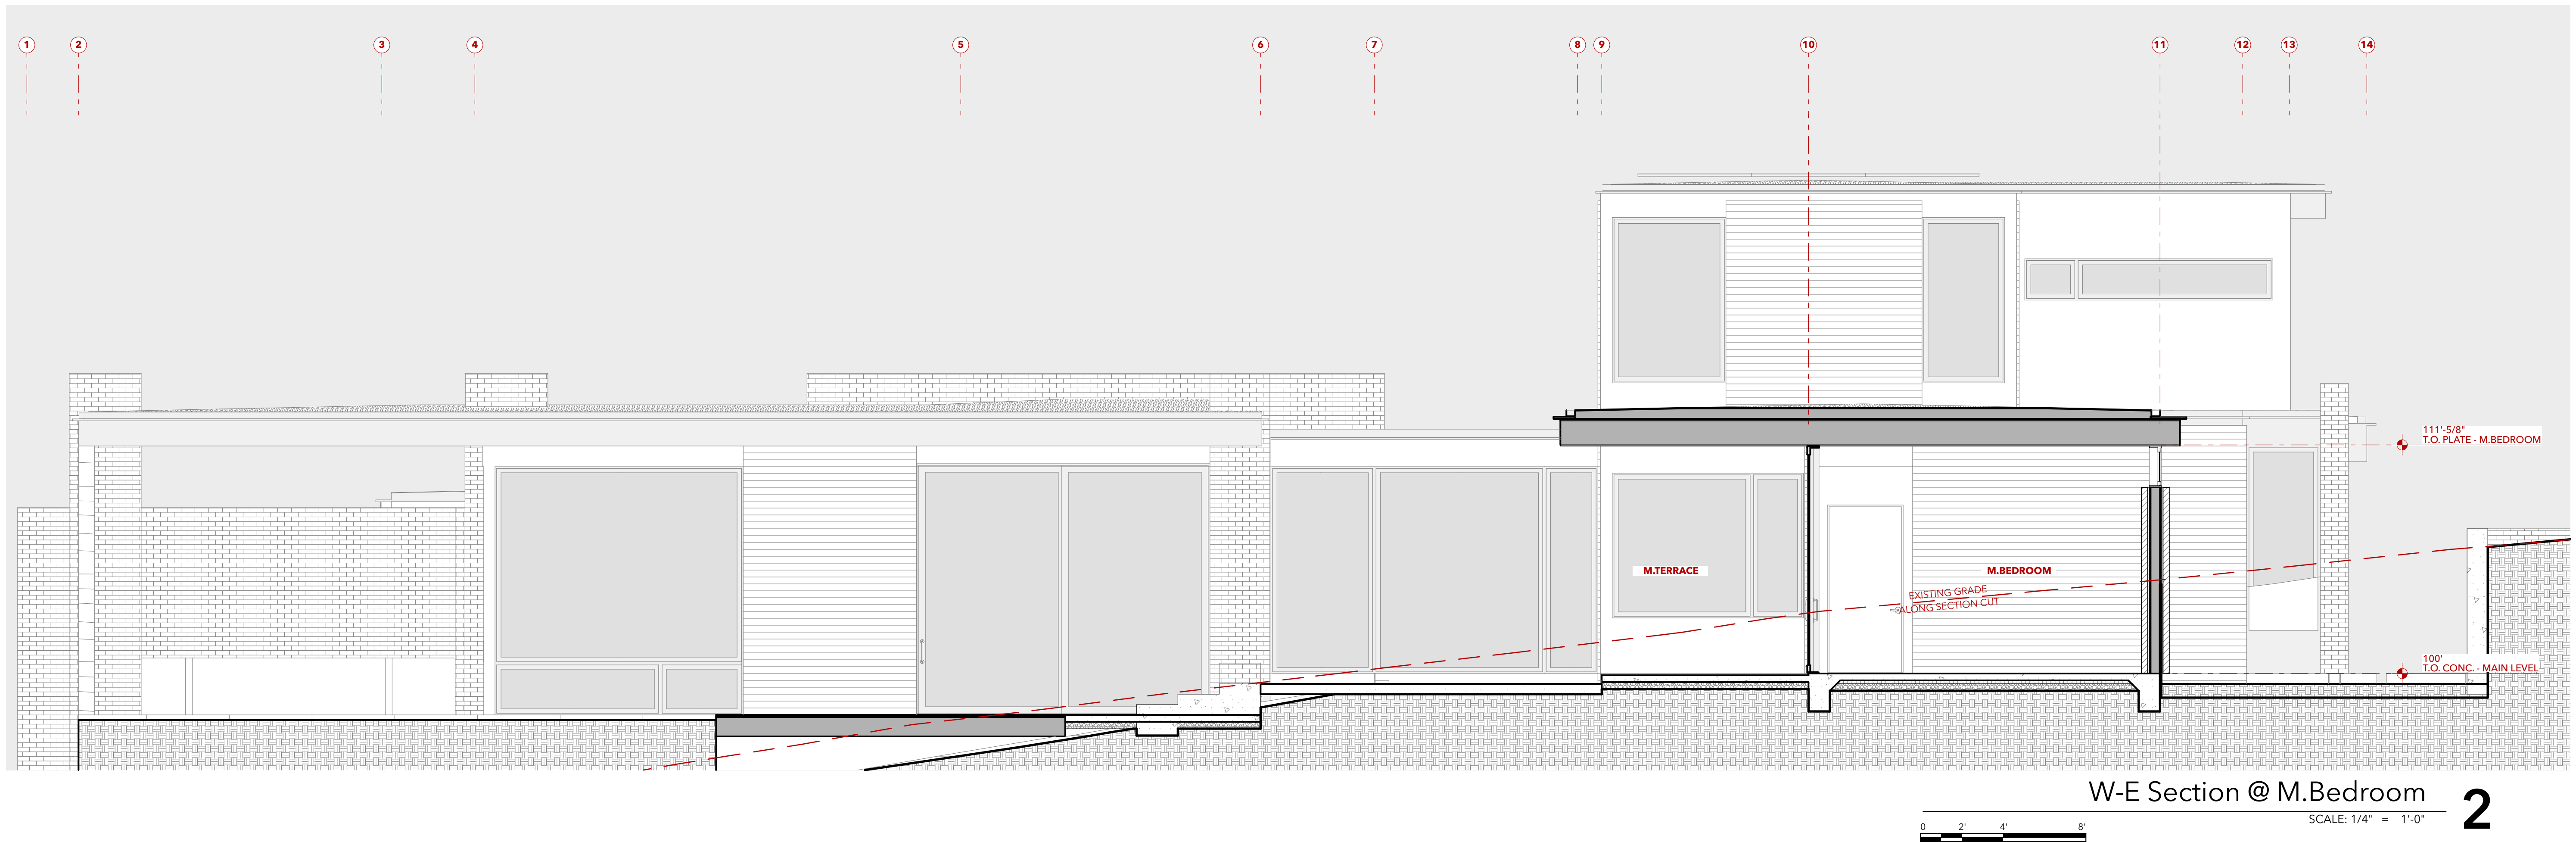 1 2 3 4 5 6 7 8 9 10 11 12 13 14
111'-5/8"
T.O. PLATE - M.BEDROOM
M.TERRACE
M.BEDROOM
EXISTING GRADE
ALONG SECTION CUT
100'
T.O. CONC. - MAIN LEVEL
W-E Section @ M.Bedroom
2
SCALE: 1/4" = 1'-0"
0 2' 4' 8'